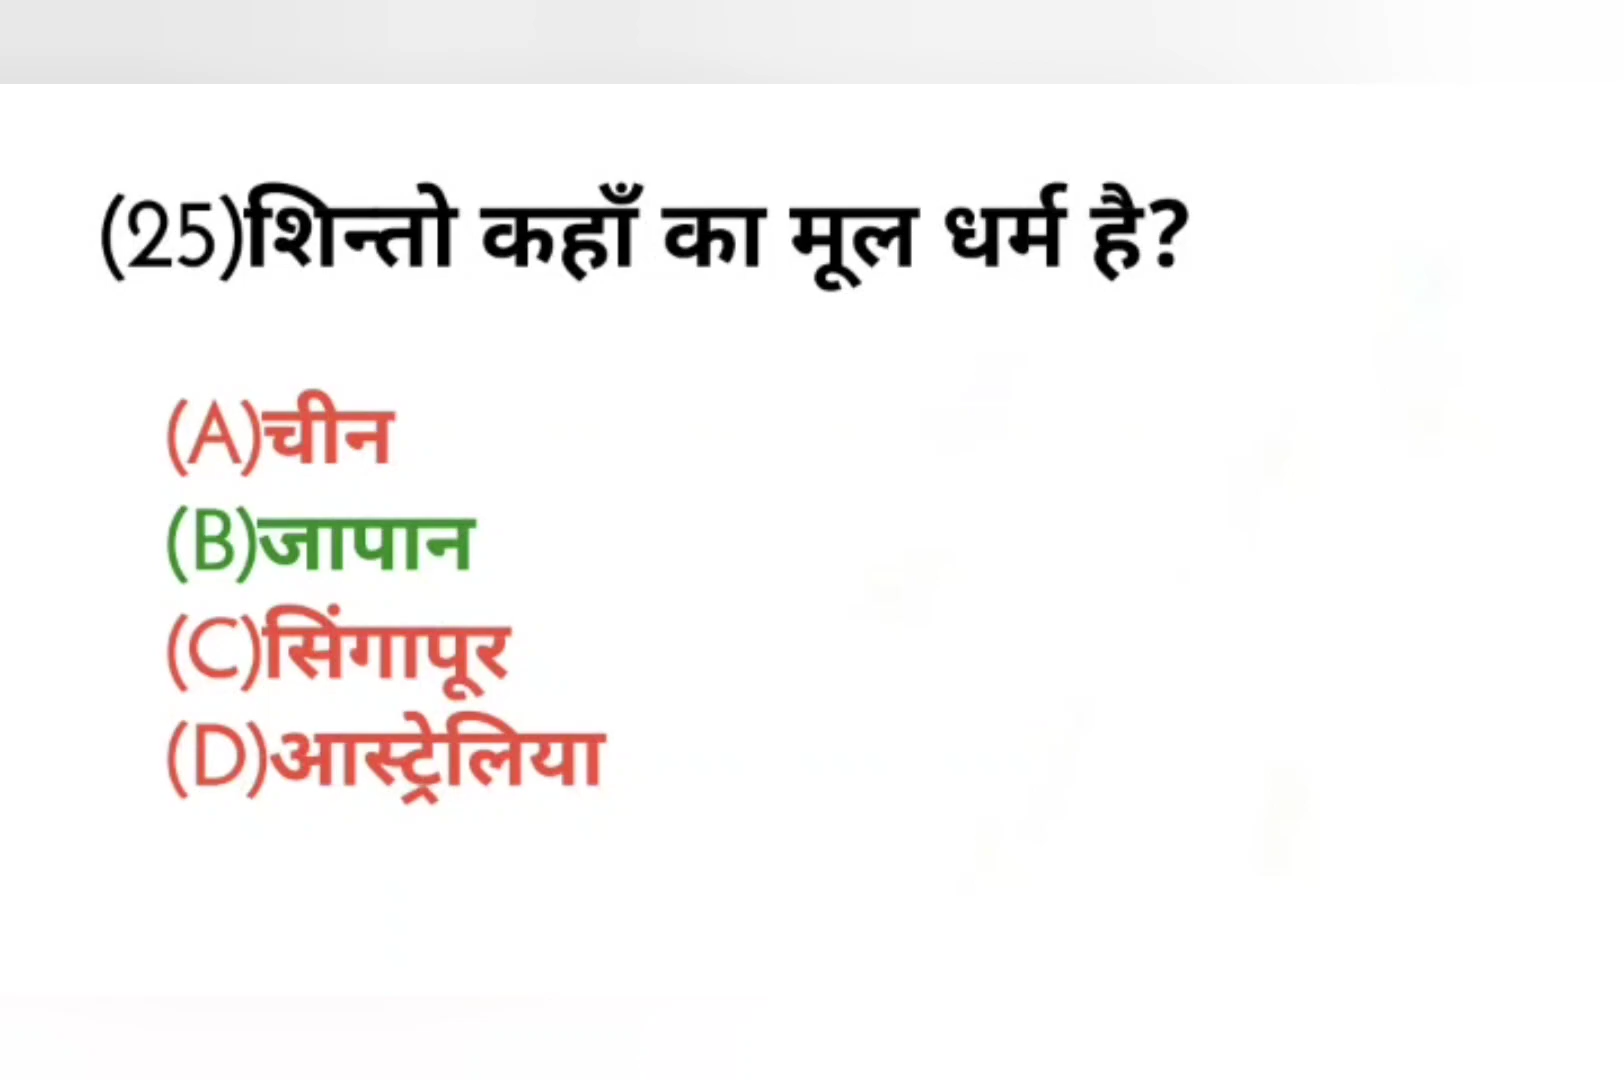 (25)शिन्तो कहाँ का मूल धर्म है?
(A)चीन
(B)जापान
(C)सिंगापूर
(D)आस्ट्रेलिया